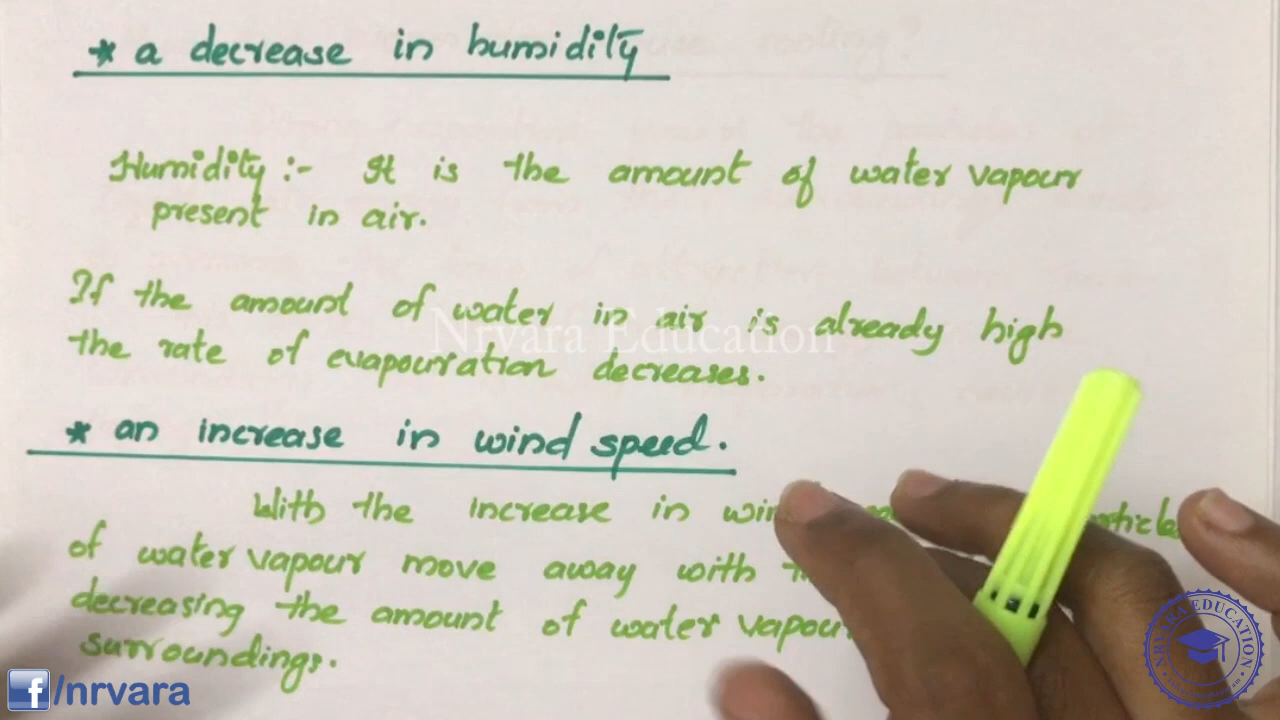 * a decrease in humidity
Humidity :- It is the amount of water vapour
present in air.
If the amount of water in air is already high
the rate of evapouration decreases.
Nrvara Education
* an increase in wind speed.
With the increase in
of water vapour move away with
decreasing the amount of water vapour
surroundings.
/nrvara
NRVARA EDUCATION